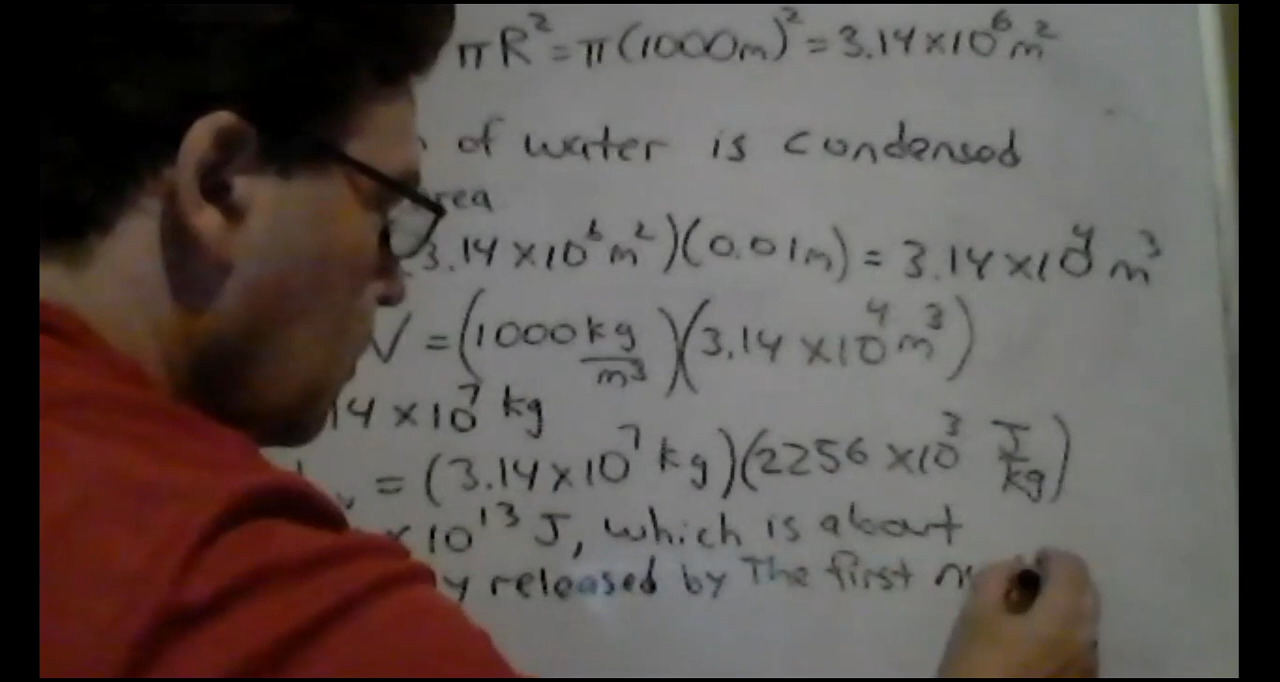 πR² = π(1000m)² = 3.14 × 10⁶ m²
of water is condensed
rea
(3.14 × 10⁶ m²)(0.01m) = 3.14 × 10⁴ m³
V = (1000 kg/m³)(3.14 × 10⁴ m³)
14 × 10⁷ kg
= (3.14 × 10⁷ kg)(2256 × 10³ J/kg)
× 10¹³ J, which is about
y released by The first